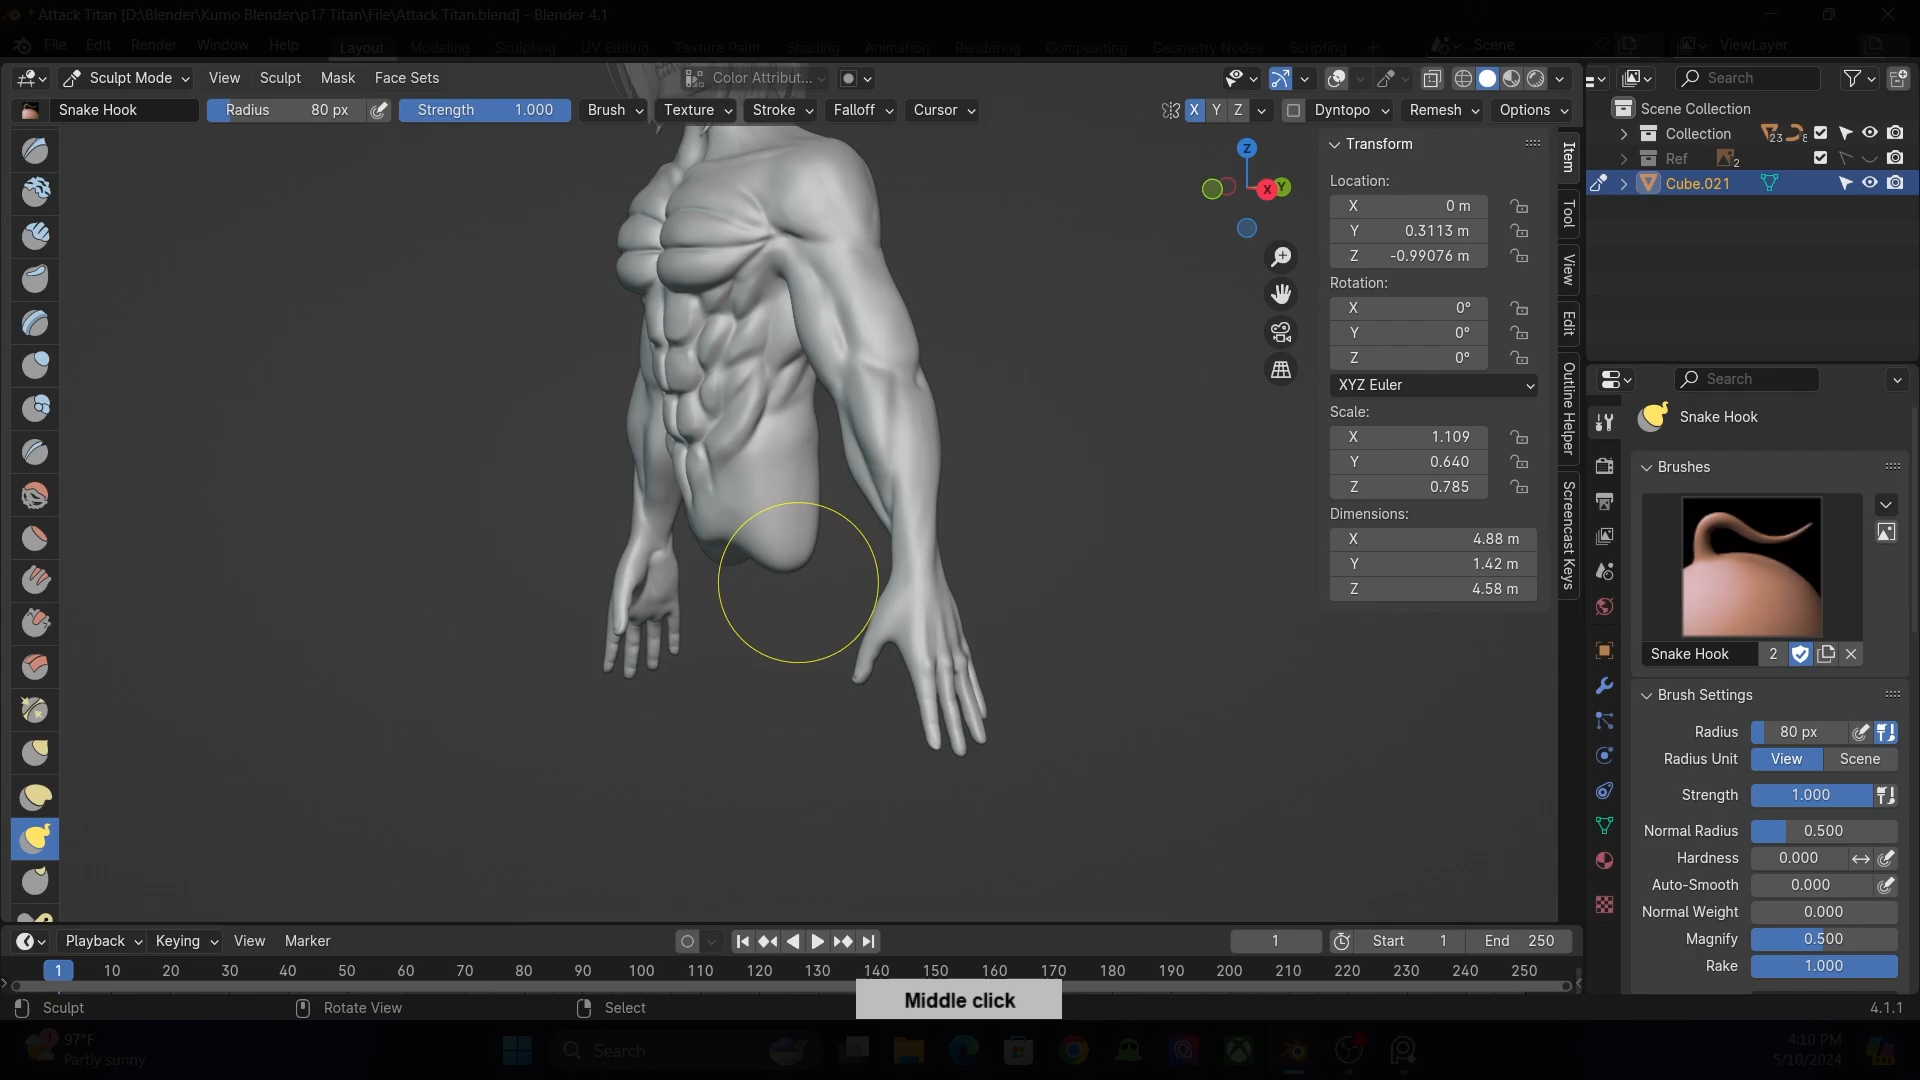 * Attack Titan [D:\Blender\Kumo Blender\p17 Titan\File\Attack Titan.blend] - Blender 4.1
File Edit Render Window Help Layout Modeling Sculpting UV Editing Texture Paint Shading Animation Rendering Compositing Geometry Nodes Scripting + Scene ViewLayer
Sculpt Mode View Sculpt Mask Face Sets Color Attribut... Search
Snake Hook Radius 80 px Strength 1.000 Brush Texture Stroke Falloff Cursor X Y Z Dyntopo Remesh Options
Scene Collection
Collection 23 8
Ref 2
Cube.021
Z
X Y
Transform
Location:
X 0 m
Y 0.3113 m
Z -0.99076 m
Rotation:
X 0°
Y 0°
Z 0°
XYZ Euler
Scale:
X 1.109
Y 0.640
Z 0.785
Dimensions:
X 4.88 m
Y 1.42 m
Z 4.58 m
Item
Tool
View
Edit
Outline Helper
Screencast Keys
Search
Snake Hook
Brushes
Snake Hook 2
Brush Settings
Radius 80 px
Radius Unit View Scene
Strength 1.000
Normal Radius 0.500
Hardness 0.000
Auto-Smooth 0.000
Normal Weight 0.000
Magnify 0.500
Rake 1.000
Playback Keying View Marker 1 Start 1 End 250
1 10 20 30 40 50 60 70 80 90 100 110 120 130 140 150 160 170 180 190 200 210 220 230 240 250
Middle click
Sculpt Rotate View Select 4.1.1
97°F
Partly sunny
Search
4:10 PM
5/10/2024